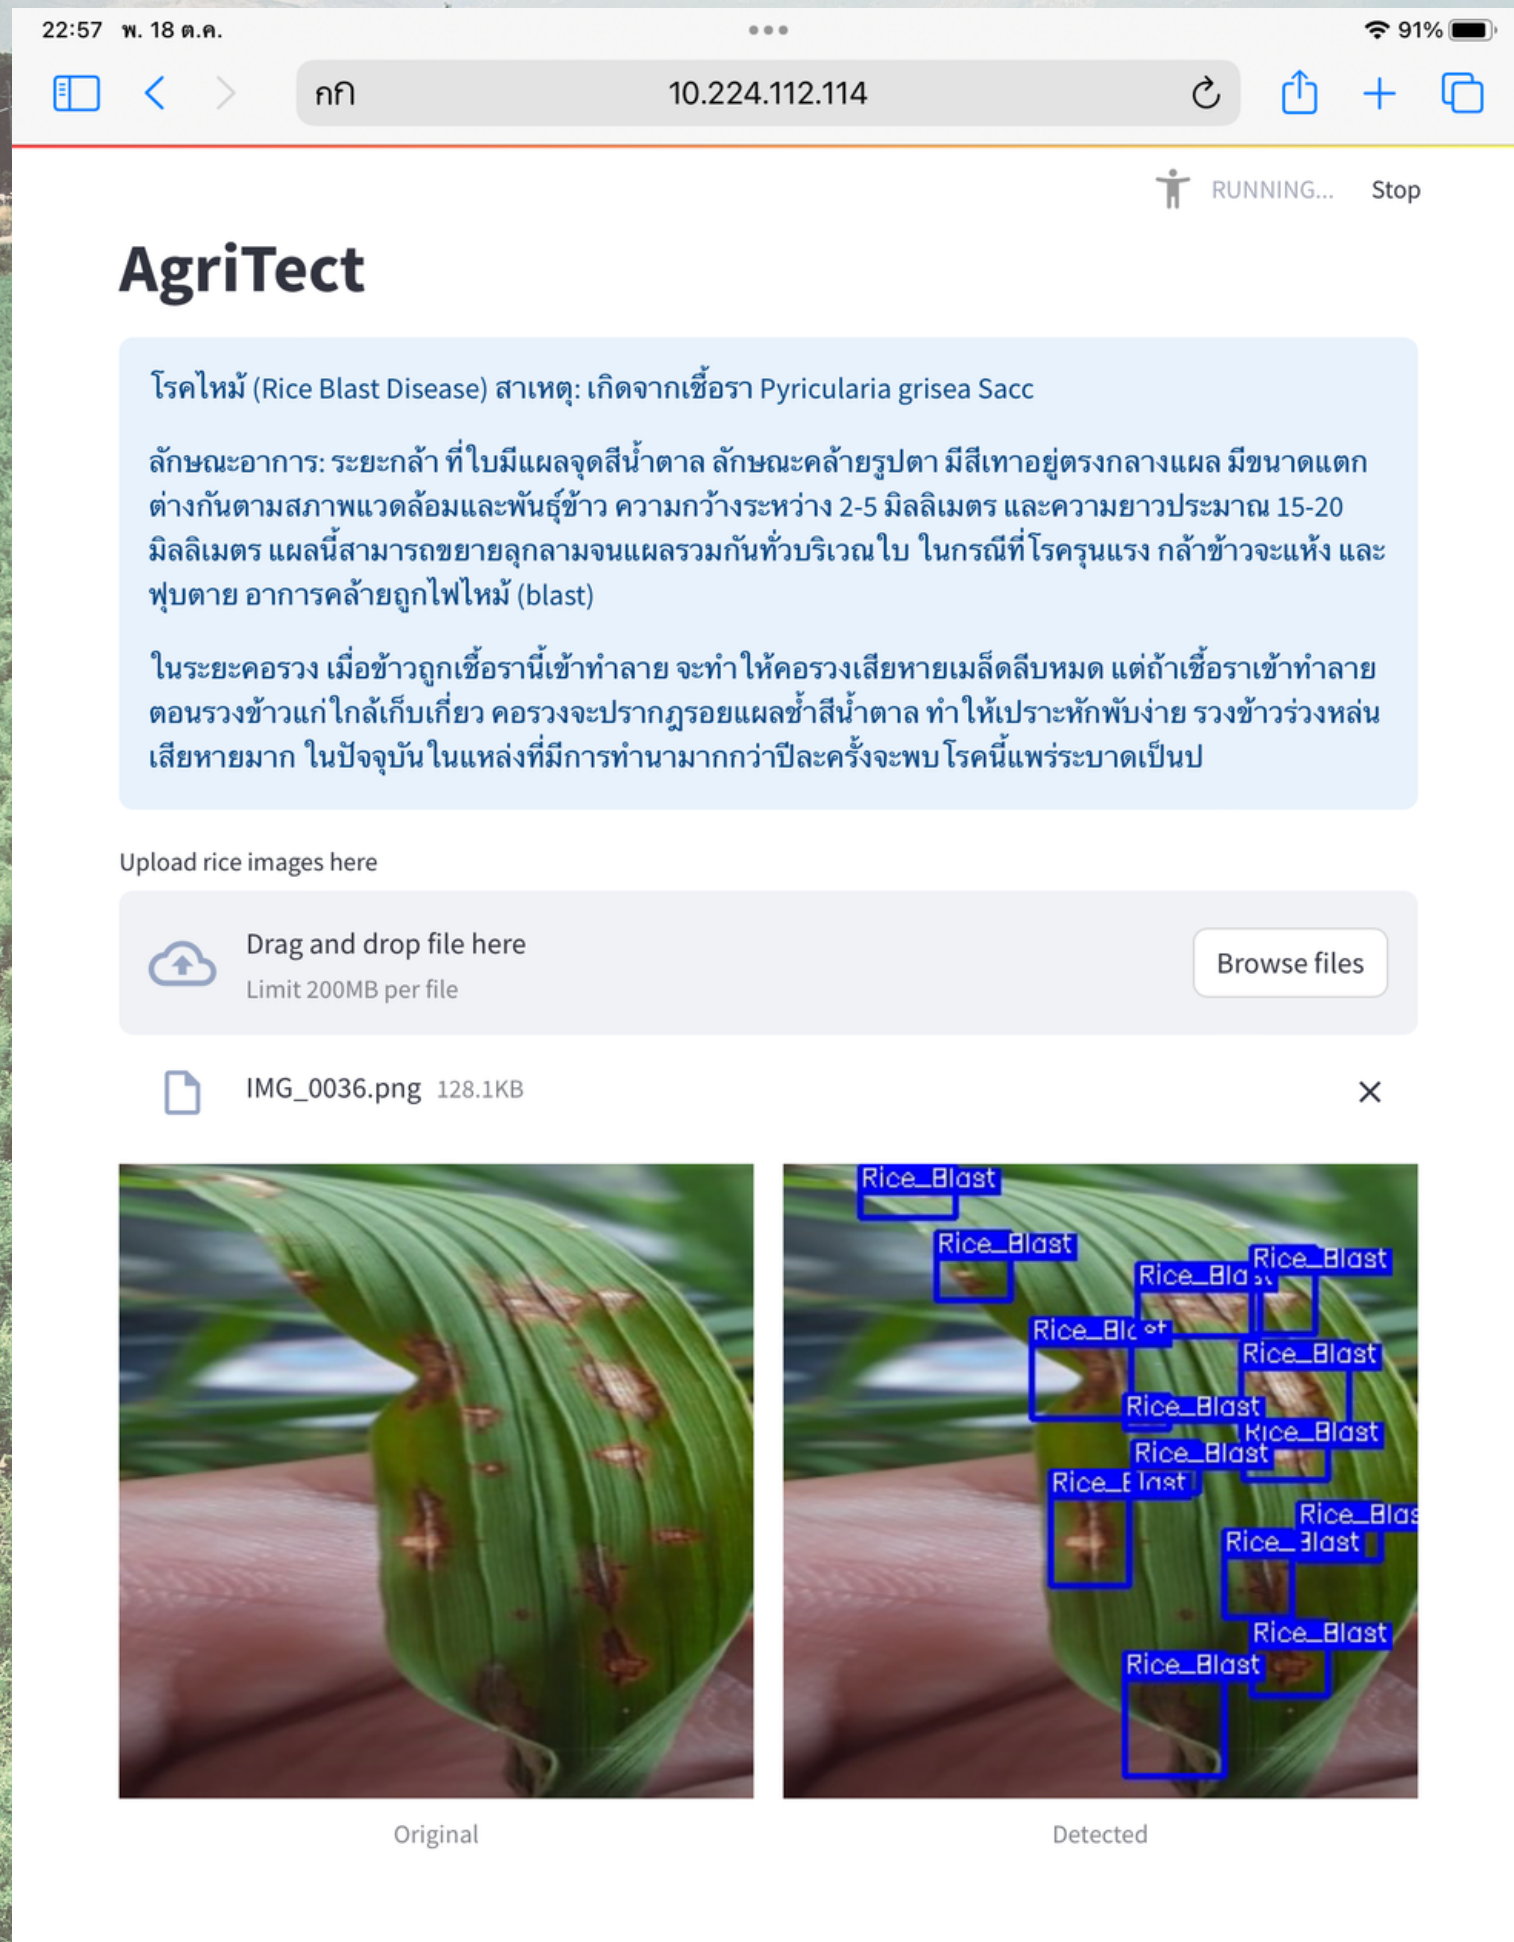 22:57 พ. 18 ต.ค.
91%
กก
10.224.112.114
RUNNING...
Stop
AgriTect
โรคไหม้ (Rice Blast Disease) สาเหตุ: เกิดจากเชื้อรา Pyricularia grisea Sacc
ลักษณะอาการ: ระยะกล้า ที่ใบมีแผลจุดสีน้ำตาล ลักษณะคล้ายรูปตา มีสีเทาอยู่ตรงกลางแผล มีขนาดแตก
ต่างกันตามสภาพแวดล้อมและพันธุ์ข้าว ความกว้างระหว่าง 2-5 มิลลิเมตร และความยาวประมาณ 15-20
มิลลิเมตร แผลนี้สามารถขยายลุกลามจนแผลรวมกันทั่วบริเวณใบ ในกรณีที่โรครุนแรง กล้าข้าวจะแห้ง และ
ฟุบตาย อาการคล้ายถูกไฟไหม้ (blast)
ในระยะคอรวง เมื่อข้าวถูกเชื้อรานี้เข้าทำลาย จะทำให้คอรวงเสียหายเมล็ดลีบหมด แต่ถ้าเชื้อราเข้าทำลาย
ตอนรวงข้าวแก่ใกล้เก็บเกี่ยว คอรวงจะปรากฎรอยแผลช้ำสีน้ำตาล ทำให้เปราะหักพับง่าย รวงข้าวร่วงหล่น
เสียหายมาก ในปัจจุบันในแหล่งที่มีการทำนามากกว่าปีละครั้งจะพบโรคนี้แพร่ระบาดเป็นป
Upload rice images here
Drag and drop file here
Limit 200MB per file
Browse files
IMG_0036.png 128.1KB
Rice_Blast
Rice_Blast
Rice_Blast
Rice_Bla
Rice_Bl
Rice_Blast
Rice_Blast
Rice_Blast
Rice_Blast
Rice_
Rice_Blas
Rice_
Rice_Blast
Rice_Blast
Original
Detected